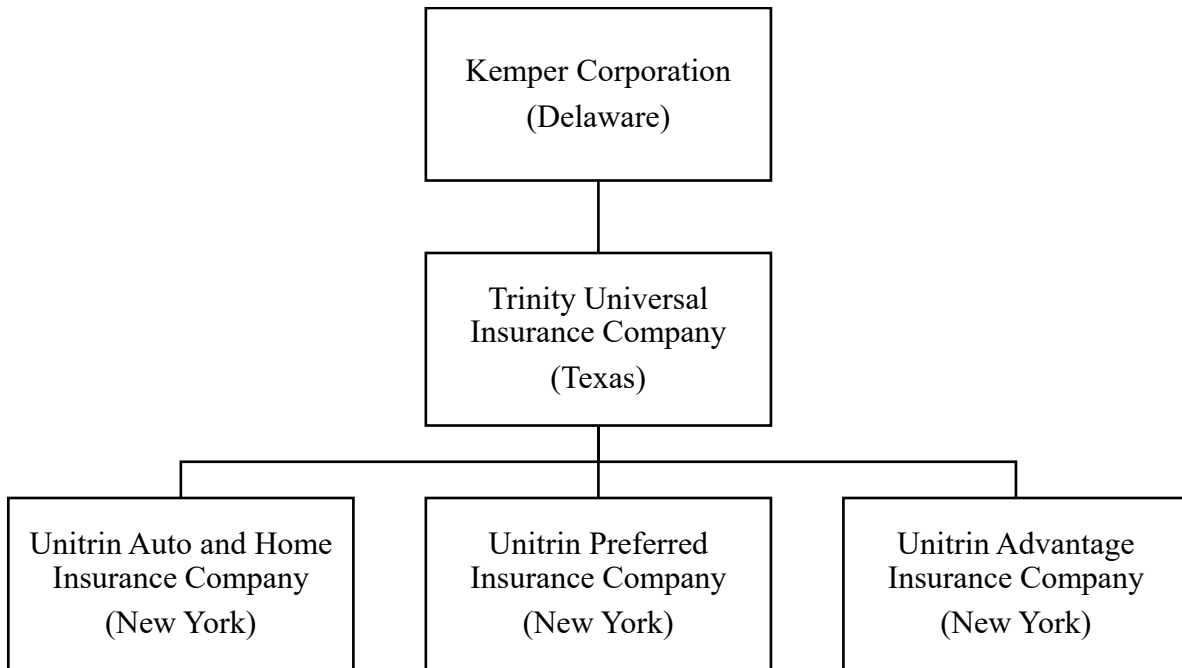 Kemper Corporation
(Delaware)
Trinity Universal
Insurance Company
(Texas)
Unitrin Auto and Home
Insurance Company
(New York)
Unitrin Preferred
Insurance Company
(New York)
Unitrin Advantage
Insurance Company
(New York)